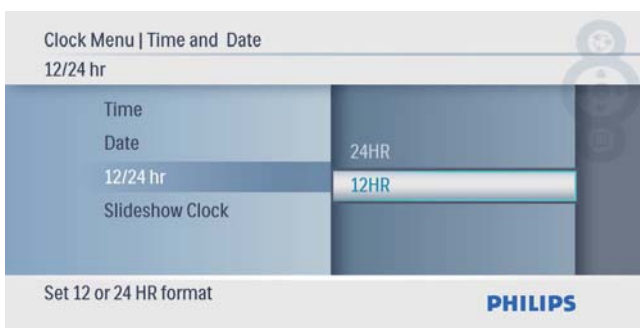 Clock Menu | Time and Date
12/24 hr
Time
Date
12/24 hr
Slideshow Clock
24HR
12HR
Set 12 or 24 HR format
PHILIPS